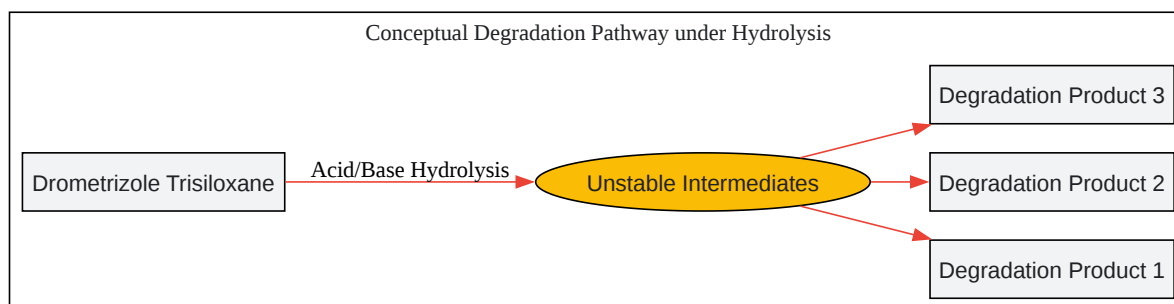 Conceptual Degradation Pathway under Hydrolysis
Drometrizole Trisiloxane
Acid/Base Hydrolysis
Unstable Intermediates
Degradation Product 3
Degradation Product 2
Degradation Product 1